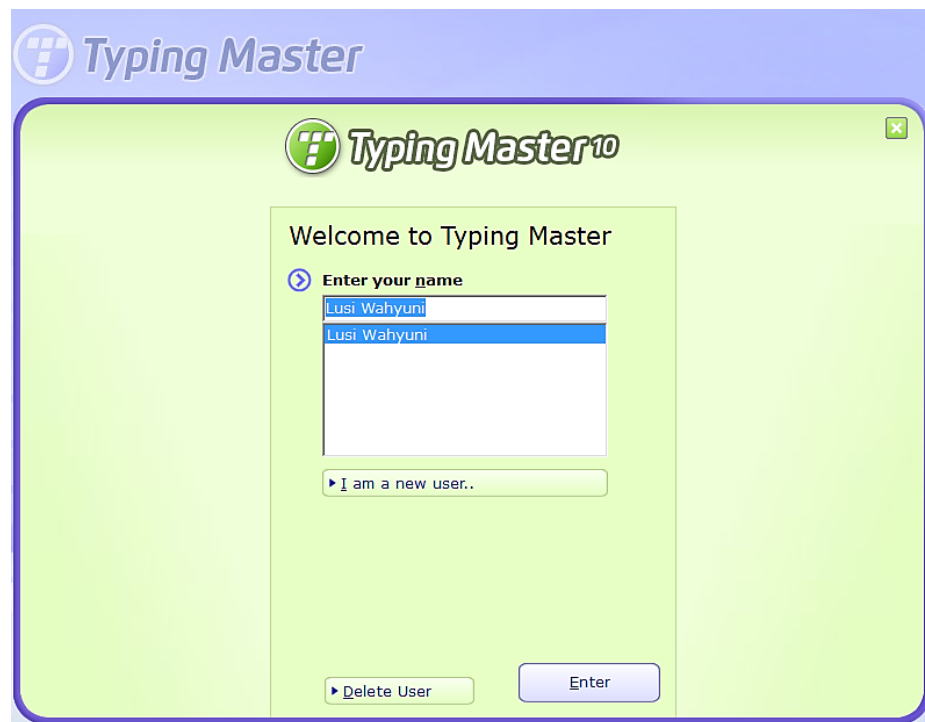 Typing Master
Typing Master 10
Welcome to Typing Master
Enter your name
Lusi Wahyuni
Lusi Wahyuni
I am a new user..
Delete User
Enter